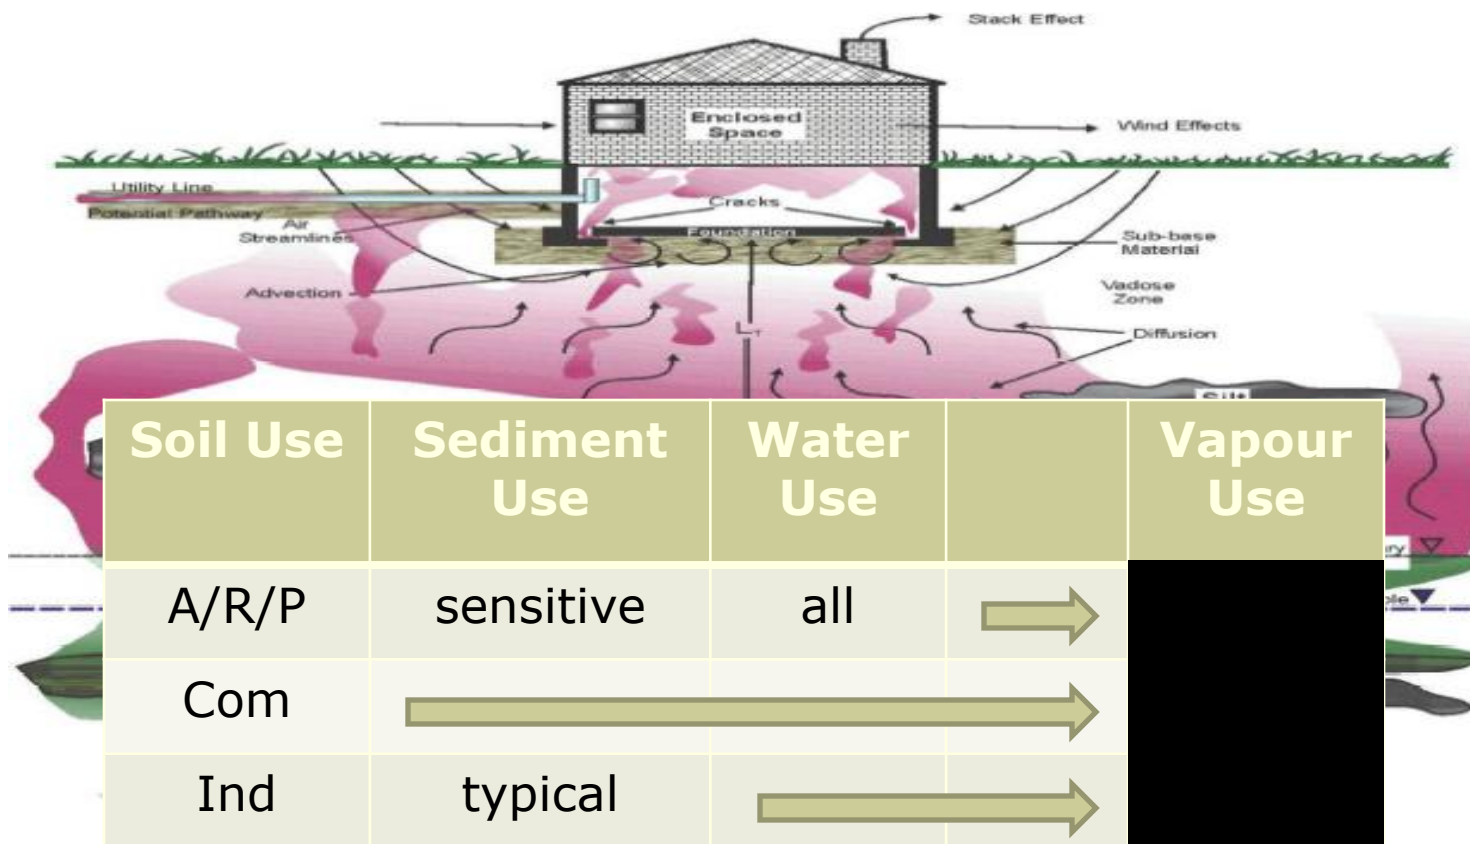 Stack Effect
Enclosed
Space
Wind Effects
Utility Line
Potential Pathway
Air
Streamlines
Cracks
Foundation
Sub-base
Material
Advection
Vadose
Zone
L
Diffusion
Silt
Soil Use
Sediment
Use
Water
Use
Vapour
Use
A/R/P
sensitive
all
Com
Ind
typical